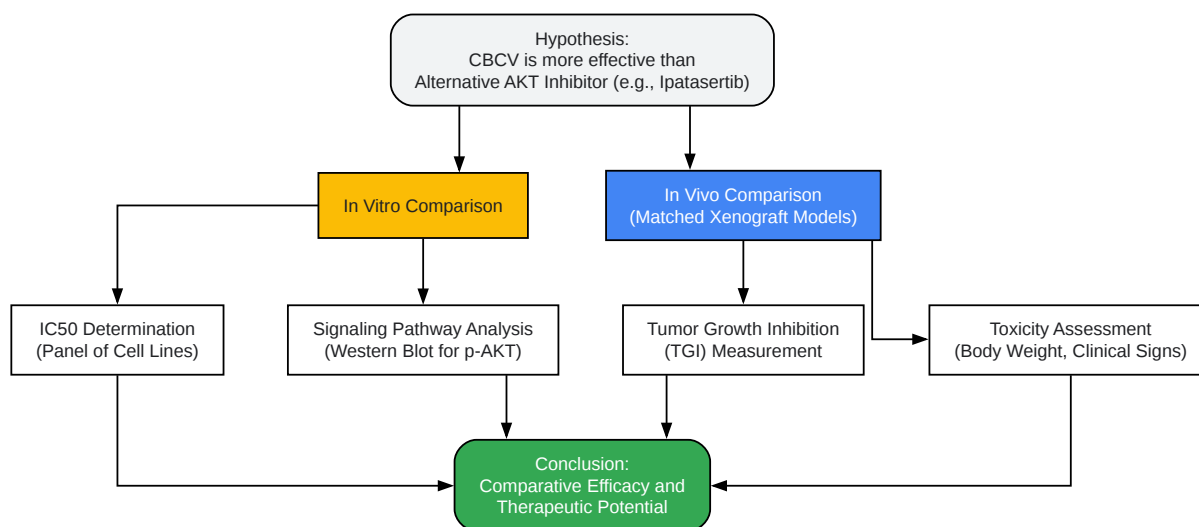 Hypothesis:
CBCV is more effective than
Alternative AKT Inhibitor (e.g., Ipatasertib)
In Vitro Comparison
In Vivo Comparison
(Matched Xenograft Models)
IC50 Determination
(Panel of Cell Lines)
Signaling Pathway Analysis
(Western Blot for p-AKT)
Tumor Growth Inhibition
(TGI) Measurement
Toxicity Assessment
(Body Weight, Clinical Signs)
Conclusion:
Comparative Efficacy and
Therapeutic Potential